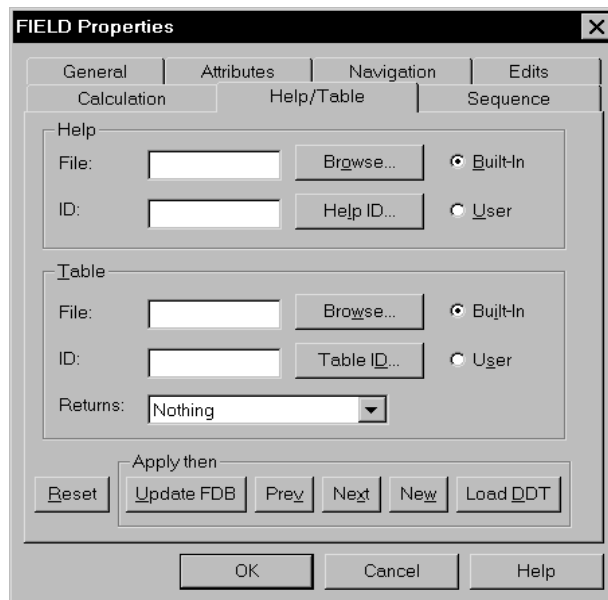 FIELD Properties
General Attributes Navigation Edits
Calculation Help/Table Sequence
Help
File: Browse... Built-In
ID: Help ID... User
Table
File: Browse... Built-In
ID: Table ID... User
Returns: Nothing
Apply then
Reset Update FDB Prev Next New Load DDT
OK Cancel Help